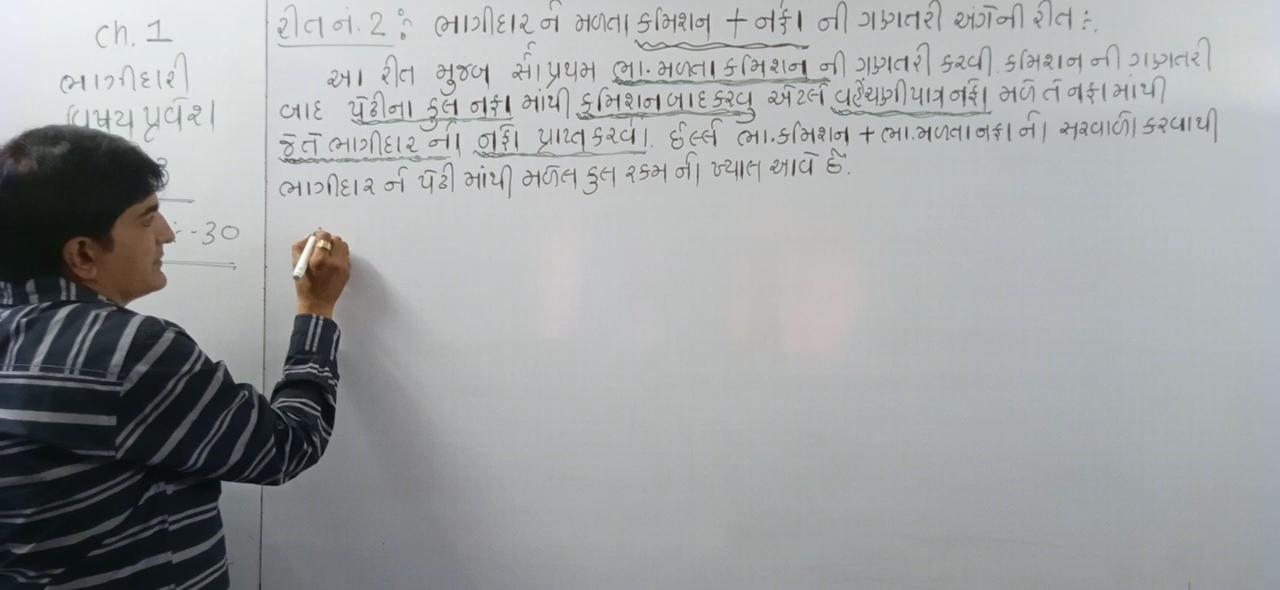 ch. 1
ભાગીદારી
વિષય પ્રવેશ
:-30
રીત નં. 2 : ભાગીદાર ને મળતા કમિશન + નફા ની ગણતરી અંગેની રીત :.
આ રીત મુજબ સૌ પ્રથમ ભા. મળતા કમિશન ની ગણતરી કરવી. કમિશન ની ગણતરી
બાદ પેઢીના કુલ નફા માંથી કમિશન બાદ કરવુ એટલે વહેંચણીપાત્ર નફો મળે તે નફા માંથી
જે તે ભાગીદાર નો નફો પ્રાપ્ત કરવો. છેલ્લે ભા. કમિશન + ભા. મળતા નફા નો સરવાળો કરવાથી
ભાગીદાર ને પેઢી માંથી મળેલ કુલ રકમ નો ખ્યાલ આવે છે.